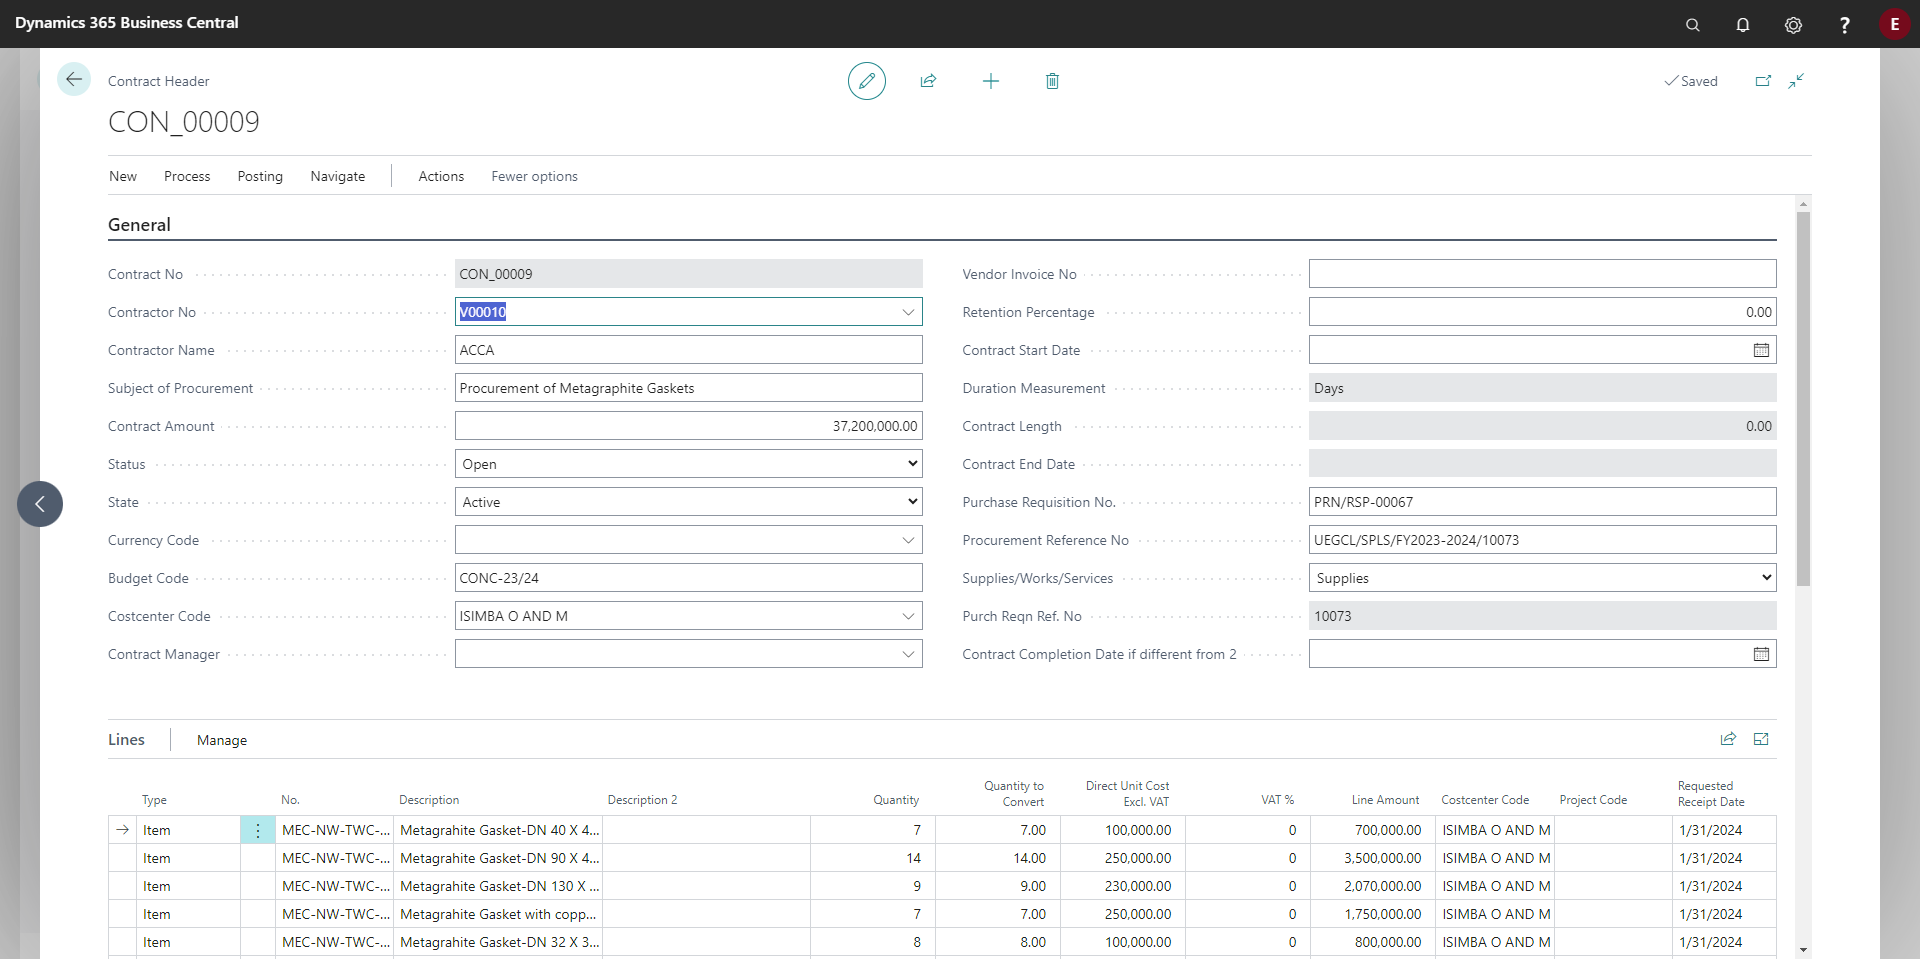 Dynamics 365 Business Central
E
Contract Header
Saved
CON_00009
New Process Posting Navigate Actions Fewer options
General
Contract No CON_00009
Contractor No V00010
Contractor Name ACCA
Subject of Procurement Procurement of Metagraphite Gaskets
Contract Amount 37,200,000.00
Status Open
State Active
Currency Code
Budget Code CONC-23/24
Costcenter Code ISIMBA O AND M
Contract Manager
Vendor Invoice No
Retention Percentage 0.00
Contract Start Date
Duration Measurement Days
Contract Length 0.00
Contract End Date
Purchase Requisition No. PRN/RSP-00067
Procurement Reference No UEGCL/SPLS/FY2023-2024/10073
Supplies/Works/Services Supplies
Purch Reqn Ref. No 10073
Contract Completion Date if different from 2
Lines Manage
Type No. Description Description 2 Quantity Quantity to Convert Direct Unit Cost Excl. VAT VAT % Line Amount Costcenter Code Project Code Requested Receipt Date
Item MEC-NW-TWC-... Metagrahite Gasket-DN 40 X 4... 7 7.00 100,000.00 0 700,000.00 ISIMBA O AND M 1/31/2024
Item MEC-NW-TWC-... Metagrahite Gasket-DN 90 X 4... 14 14.00 250,000.00 0 3,500,000.00 ISIMBA O AND M 1/31/2024
Item MEC-NW-TWC-... Metagrahite Gasket-DN 130 X ... 9 9.00 230,000.00 0 2,070,000.00 ISIMBA O AND M 1/31/2024
Item MEC-NW-TWC-... Metagrahite Gasket with copp... 7 7.00 250,000.00 0 1,750,000.00 ISIMBA O AND M 1/31/2024
Item MEC-NW-TWC-... Metagrahite Gasket-DN 32 X 3... 8 8.00 100,000.00 0 800,000.00 ISIMBA O AND M 1/31/2024